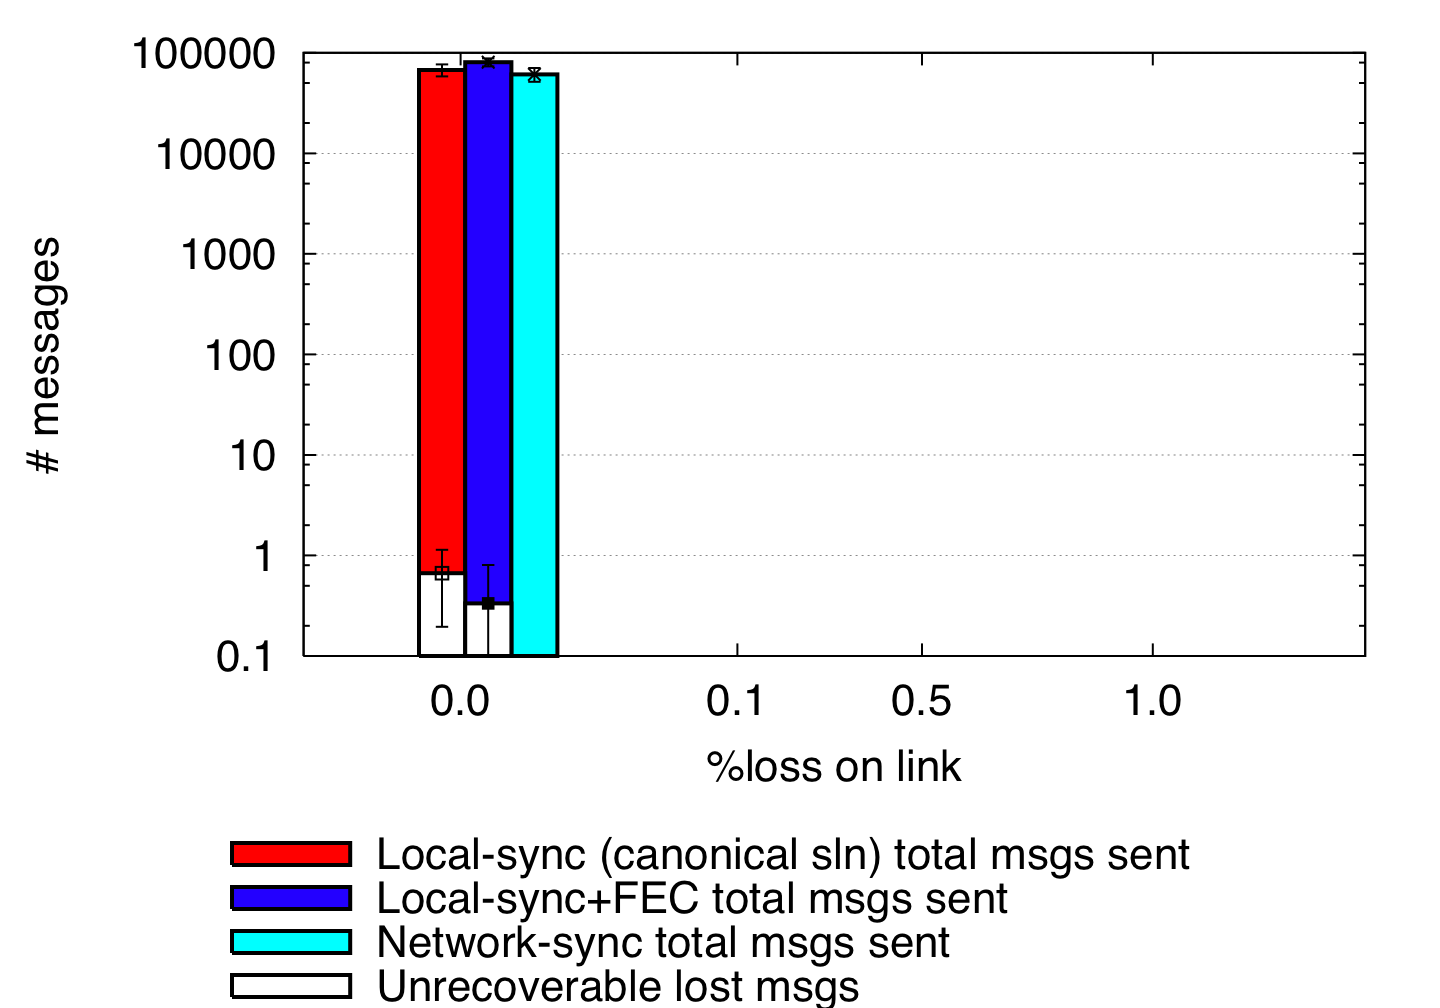 100000
10000
1000
100
10
1
0.1
# messages
0.0 0.1 0.5 1.0
%loss on link
Local-sync (canonical sln) total msgs sent
Local-sync+FEC total msgs sent
Network-sync total msgs sent
Unrecoverable lost msgs